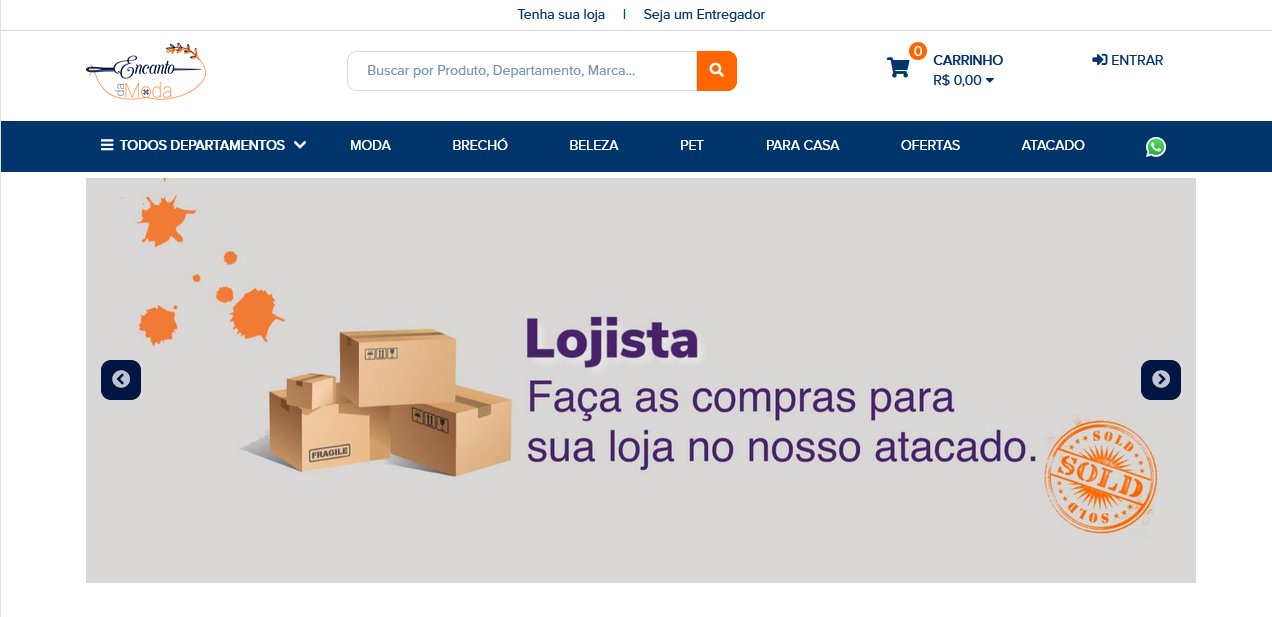 Tenha sua loja | Seja um Entregador
Encanto
da Moda
Buscar por Produto, Departamento, Marca...
0
CARRINHO
R$ 0,00
ENTRAR
TODOS DEPARTAMENTOS MODA BRECHÓ BELEZA PET PARA CASA OFERTAS ATACADO
Lojista
Faça as compras para
sua loja no nosso atacado.
FRAGILE
SOLD
SOLD
SOLD